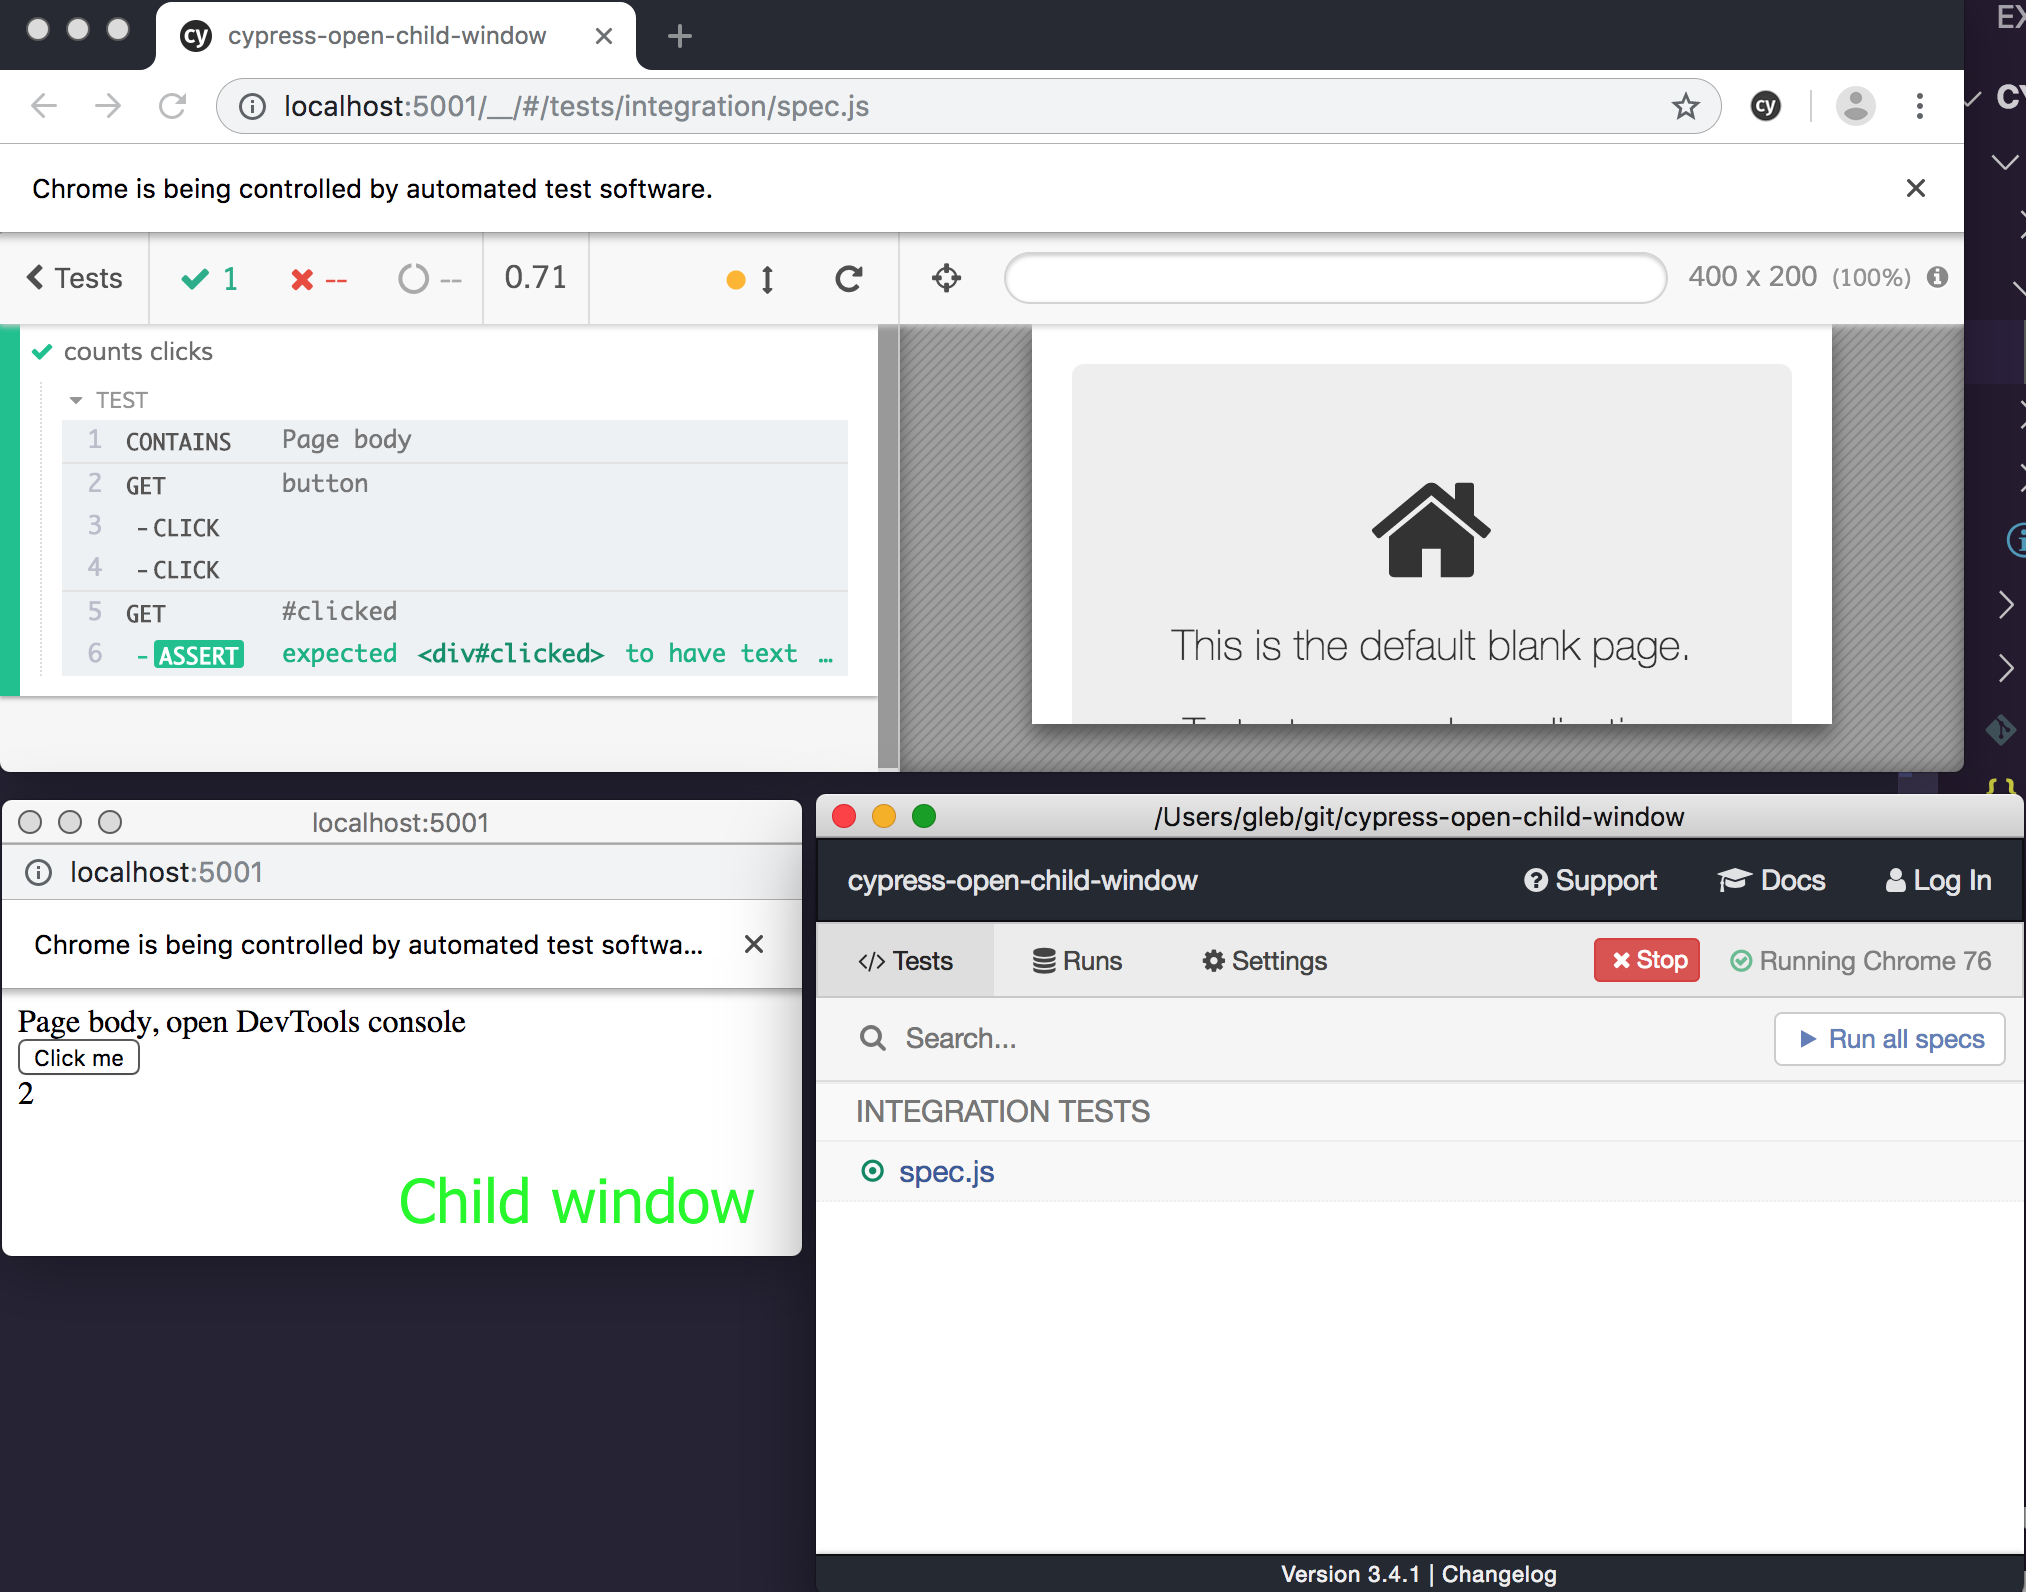 cy cypress-open-child-window
localhost:5001/__/#/tests/integration/spec.js
cy
Chrome is being controlled by automated test software.
Tests 1 -- -- 0.71
400 x 200 (100%)
counts clicks
TEST
1 CONTAINS Page body
2 GET button
3 -CLICK
4 -CLICK
5 GET #clicked
6 -ASSERT expected <div#clicked> to have text …
This is the default blank page.
localhost:5001
localhost:5001
Chrome is being controlled by automated test softwa...
Page body, open DevTools console
Click me
2
Child window
/Users/gleb/git/cypress-open-child-window
cypress-open-child-window Support Docs Log In
</> Tests Runs Settings Stop Running Chrome 76
Search... Run all specs
INTEGRATION TESTS
spec.js
Version 3.4.1 | Changelog